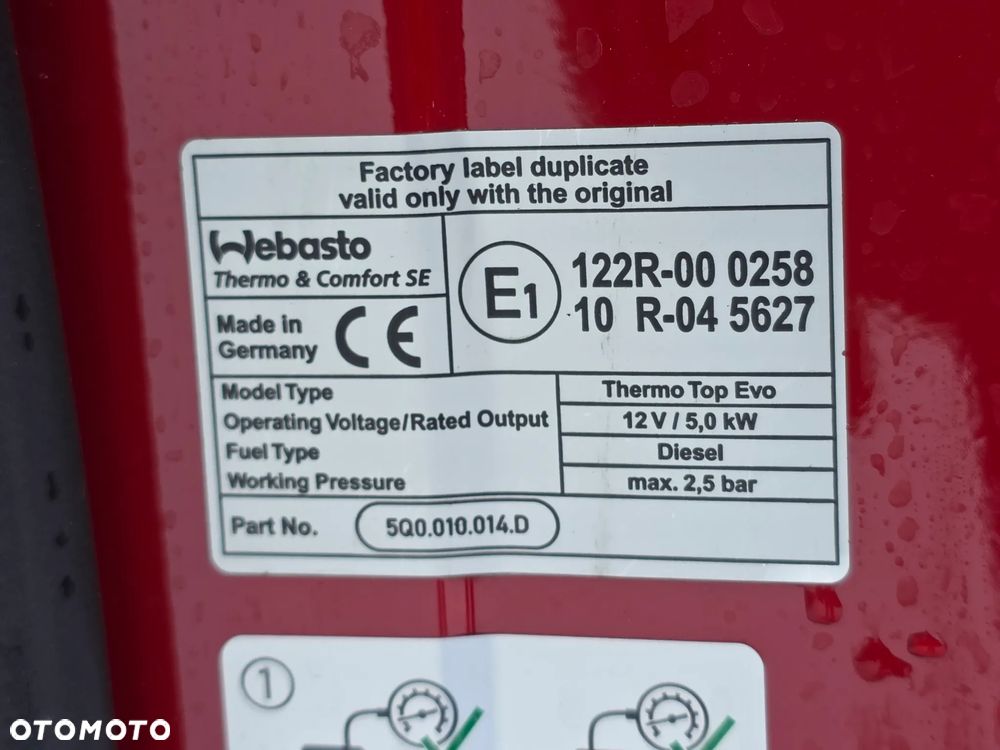 Factory label duplicate
valid only with the original
Webasto
Thermo & Comfort SE
Made in
Germany
CE
E1
122R-00 0258
10 R-04 5627
Model Type Thermo Top Evo
Operating Voltage/Rated Output 12 V / 5,0 kW
Fuel Type Diesel
Working Pressure max. 2,5 bar
Part No. 5Q0.010.014.D
1
OTOMOTO